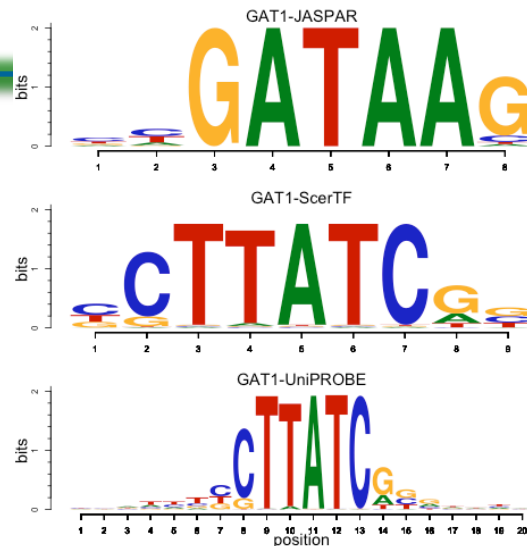 GAT1-JASPAR
bits
0 1 2
GATAAG
1 2 3 4 5 6 7 8
GAT1-ScerTF
bits
0 1 2
CCTTATCGG
1 2 3 4 5 6 7 8 9
GAT1-UniPROBE
bits
0 1 2
CTTATCG
1 2 3 4 5 6 7 8 9 10 11 12 13 14 15 16 17 18 19 20
position